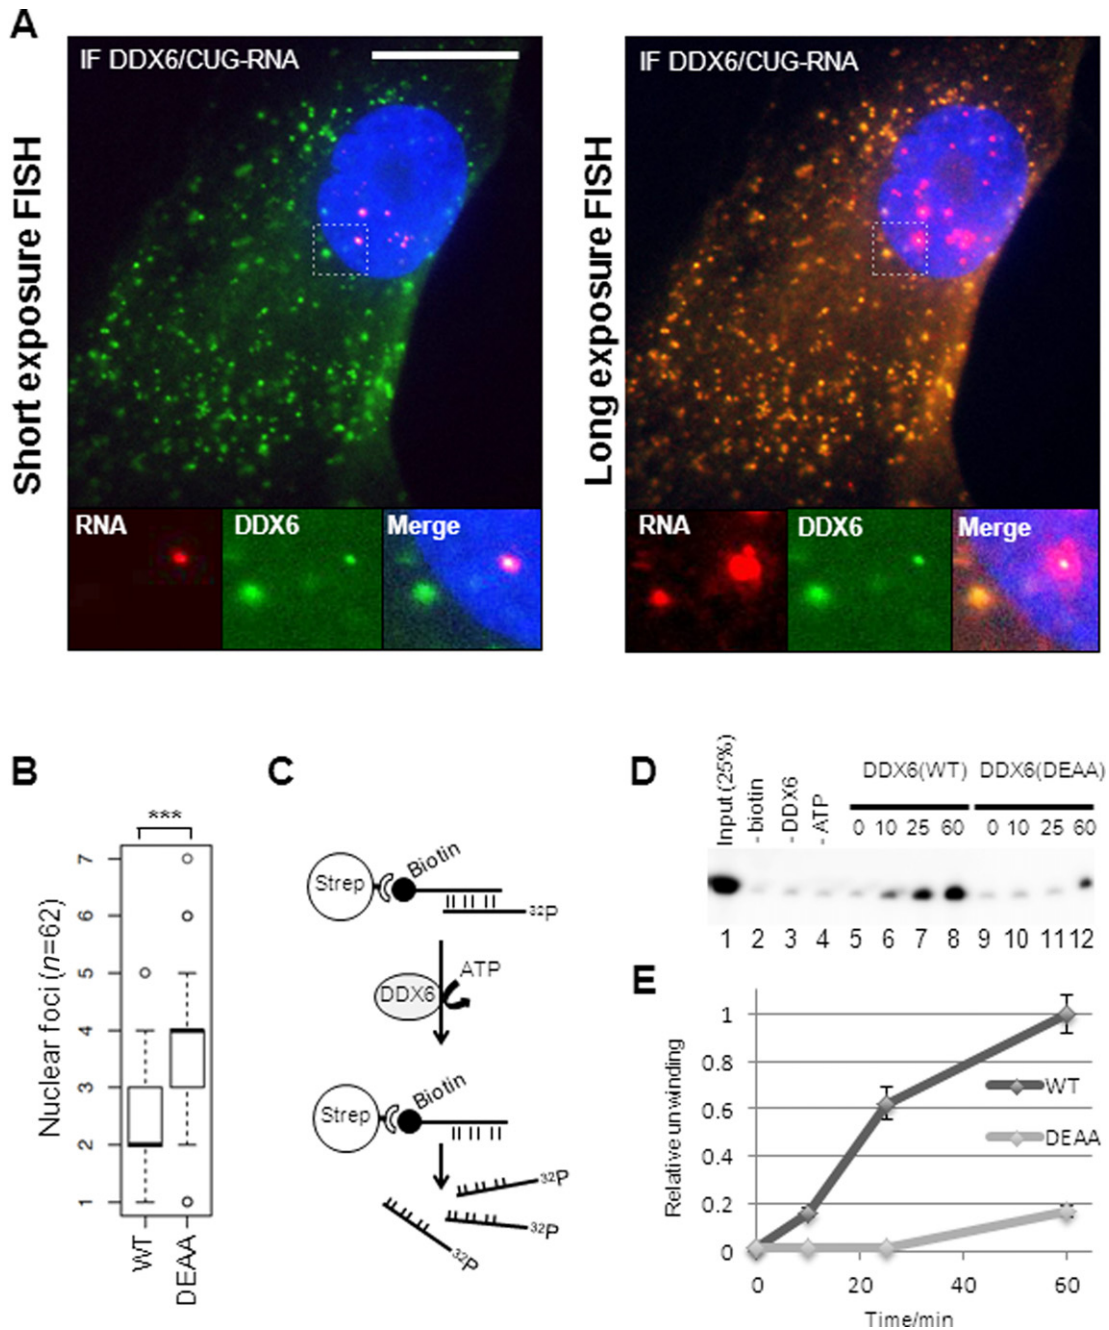 A
Short exposure FISH
IF DDX6/CUG-RNA
RNA
DDX6
Merge
Long exposure FISH
IF DDX6/CUG-RNA
RNA
DDX6
Merge
B
***
Nuclear foci (n=62)
7
6
5
4
3
2
1
WT
DEAA
C
Strep
Biotin
32P
DDX6
ATP
Strep
Biotin
32P
32P
32P
D
Input (25%)
- biotin
- DDX6
- ATP
DDX6(WT)
DDX6(DEAA)
0 10 25 60 0 10 25 60
1 2 3 4 5 6 7 8 9 10 11 12
E
Relative unwinding
1
0.8
0.6
0.4
0.2
0
WT
DEAA
0 20 40 60
Time/min